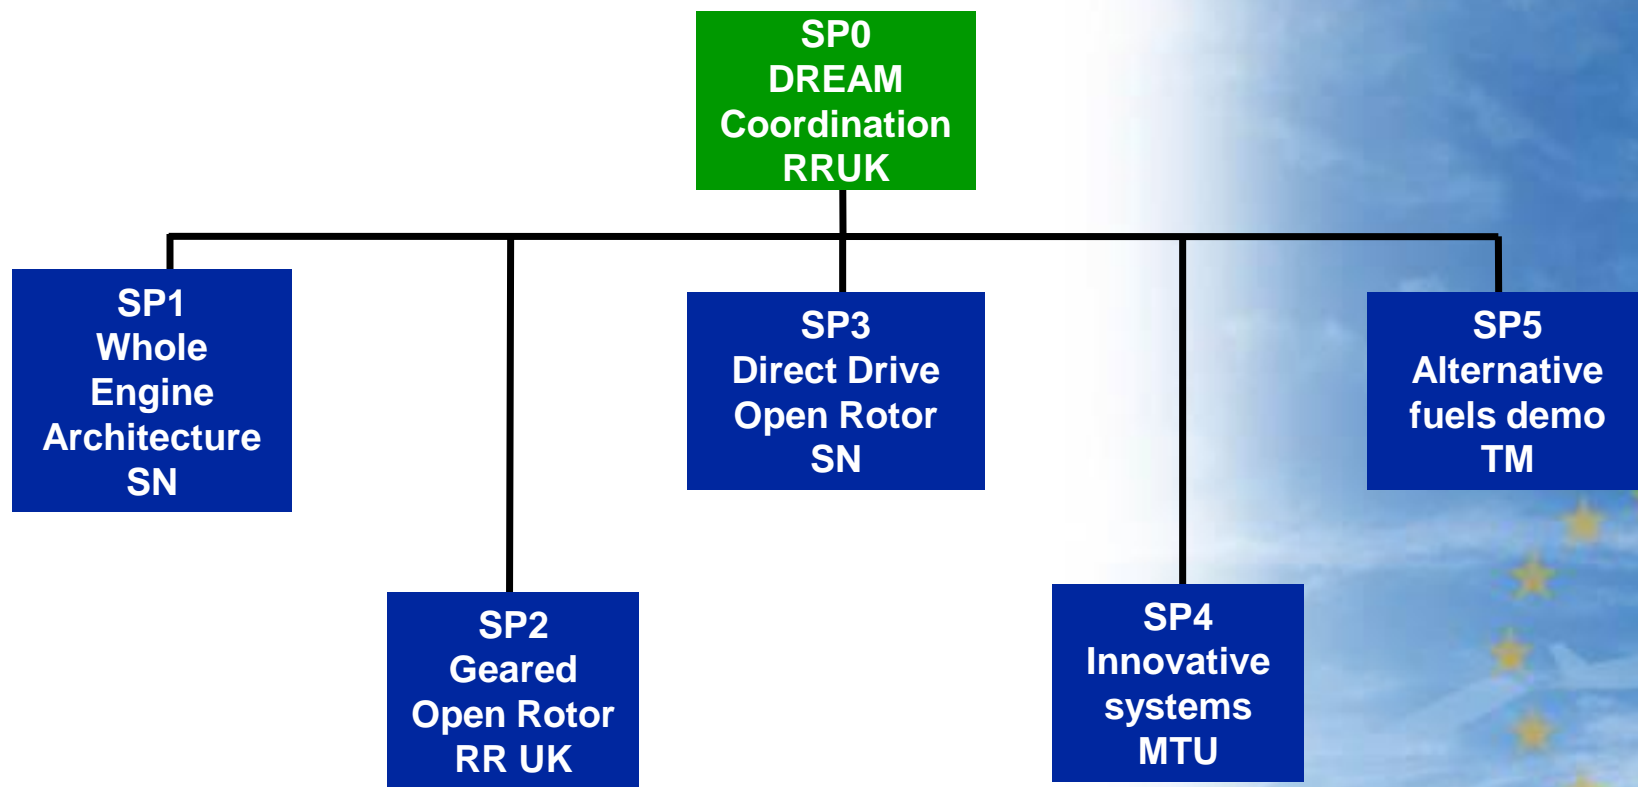 SP0
DREAM
Coordination
RRUK
SP1
Whole
Engine
Architecture
SN
SP3
Direct Drive
Open Rotor
SN
SP5
Alternative
fuels demo
TM
SP2
Geared
Open Rotor
RR UK
SP4
Innovative
systems
MTU